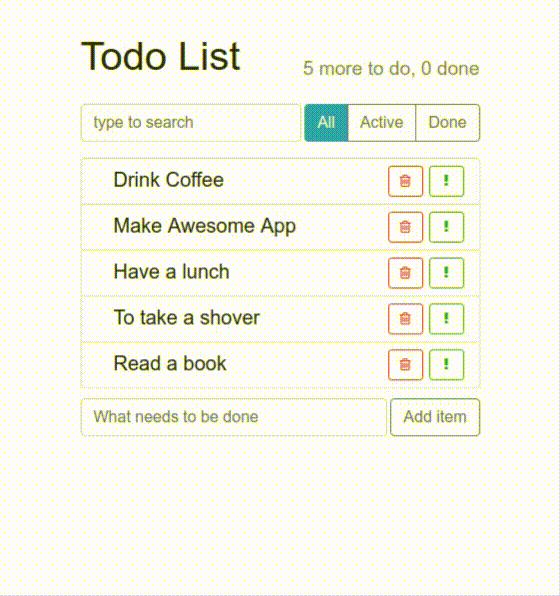 Todo List
5 more to do, 0 done
type to search
All Active Done
Drink Coffee
!
Make Awesome App
!
Have a lunch
!
To take a shover
!
Read a book
!
What needs to be done
Add item